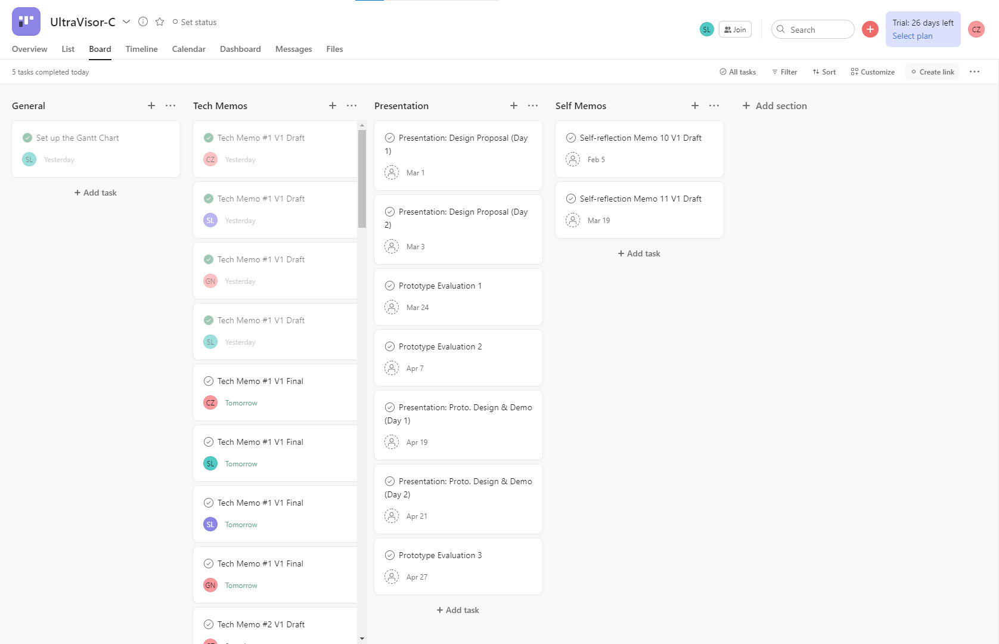 UltraVisor-C
Set status
SL
Join
Search
Trial: 26 days left
Select plan
CZ
Overview
List
Board
Timeline
Calendar
Dashboard
Messages
Files
5 tasks completed today
All tasks
Filter
Sort
Customize
Create link
General
Set up the Gantt Chart
SL
Yesterday
+ Add task
Tech Memos
Tech Memo #1 V1 Draft
CZ
Yesterday
Tech Memo #1 V1 Draft
SL
Yesterday
Tech Memo #1 V1 Draft
GN
Yesterday
Tech Memo #1 V1 Draft
SL
Yesterday
Tech Memo #1 V1 Final
CZ
Tomorrow
Tech Memo #1 V1 Final
SL
Tomorrow
Tech Memo #1 V1 Final
SL
Tomorrow
Tech Memo #1 V1 Final
GN
Tomorrow
Tech Memo #2 V1 Draft
Presentation
Presentation: Design Proposal (Day
1)
Mar 1
Presentation: Design Proposal (Day
2)
Mar 3
Prototype Evaluation 1
Mar 24
Prototype Evaluation 2
Apr 7
Presentation: Proto. Design & Demo
(Day 1)
Apr 19
Presentation: Proto. Design & Demo
(Day 2)
Apr 21
Prototype Evaluation 3
Apr 27
+ Add task
Self Memos
Self-reflection Memo 10 V1 Draft
Feb 5
Self-reflection Memo 11 V1 Draft
Mar 19
+ Add task
+ Add section